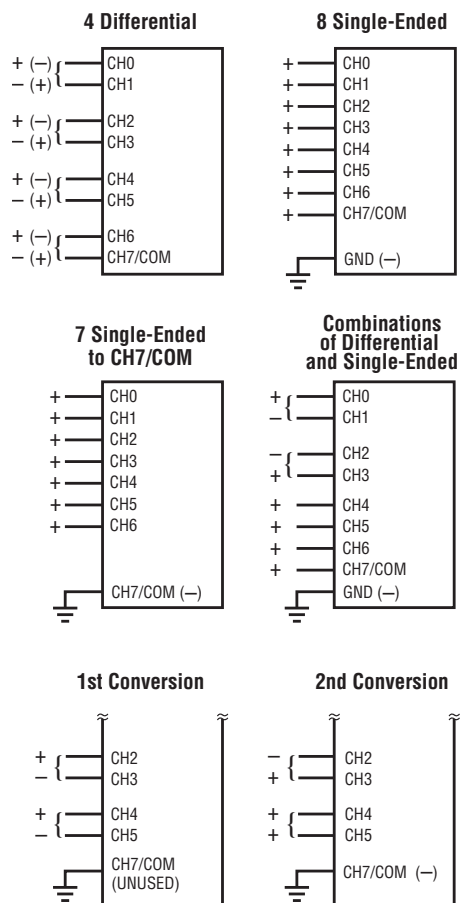 4 Differential
+ (–) { CH0
– (+) CH1
+ (–) { CH2
– (+) CH3
+ (–) { CH4
– (+) CH5
+ (–) { CH6
– (+) CH7/COM
8 Single-Ended
+ CH0
+ CH1
+ CH2
+ CH3
+ CH4
+ CH5
+ CH6
+ CH7/COM
GND (–)
7 Single-Ended
to CH7/COM
+ CH0
+ CH1
+ CH2
+ CH3
+ CH4
+ CH5
+ CH6
CH7/COM (–)
Combinations
of Differential
and Single-Ended
+ { CH0
– CH1
– { CH2
+ CH3
+ CH4
+ CH5
+ CH6
+ CH7/COM
GND (–)
1st Conversion
+ { CH2
– CH3
+ { CH4
– CH5
CH7/COM
(UNUSED)
2nd Conversion
– { CH2
+ CH3
+ { CH4
+ CH5
CH7/COM (–)